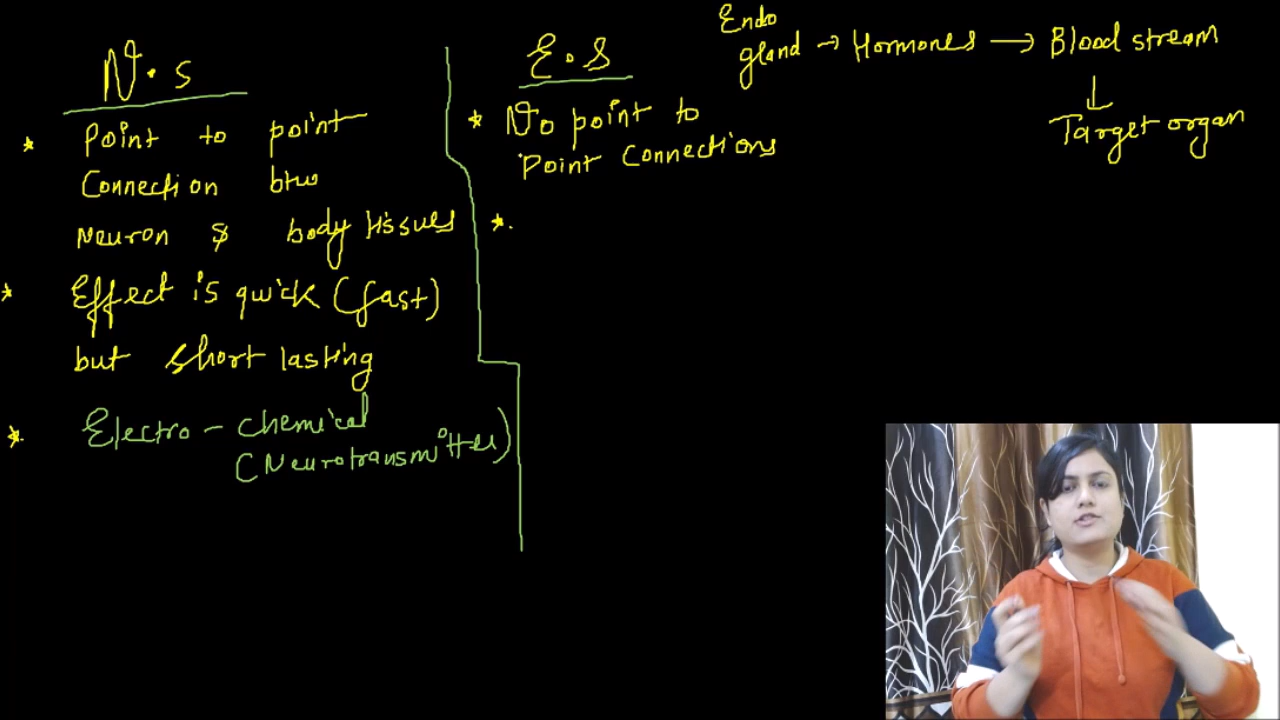 N.S
* Point to point
Connection btw
Neuron & body tissues
* Effect is quick (fast)
but short lasting
* Electro - chemical
(Neurotransmitter)
E.S
* No point to
Point Connections
*.
Endo
gland → Hormones → Blood stream
↓
Target organ